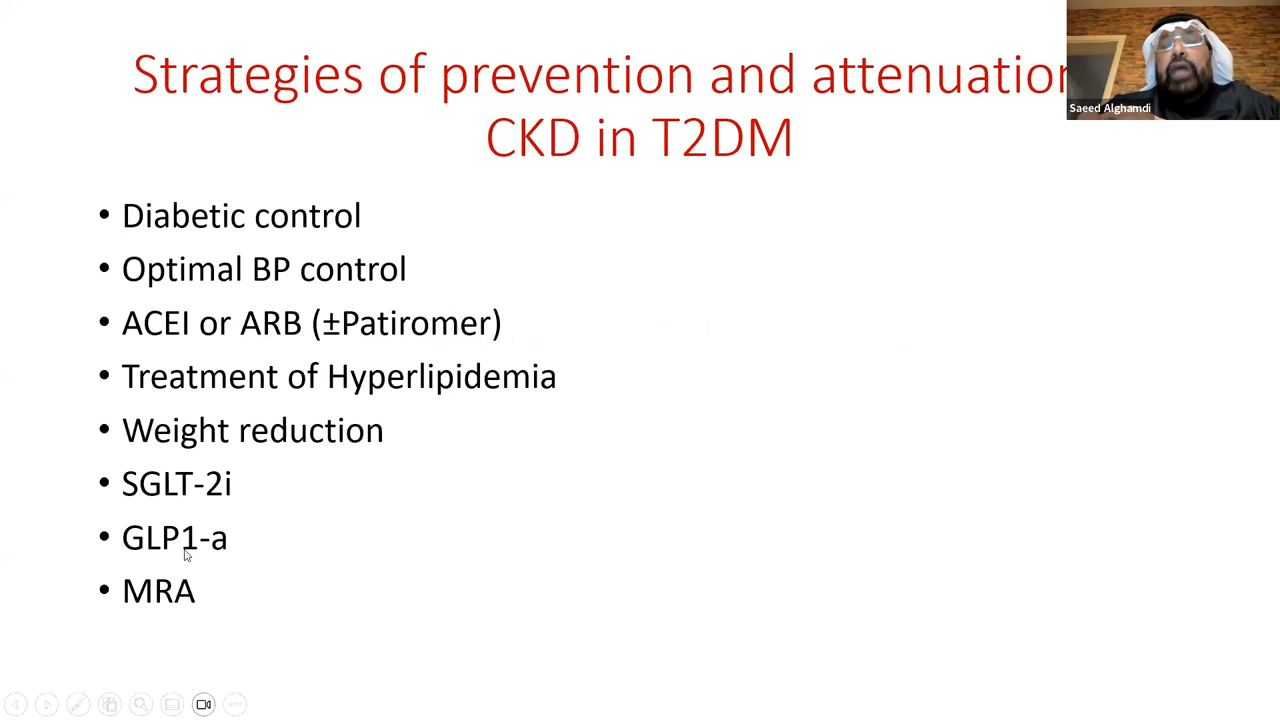 Strategies of prevention and attenuation
CKD in T2DM
• Diabetic control
• Optimal BP control
• ACEI or ARB (±Patiromer)
• Treatment of Hyperlipidemia
• Weight reduction
• SGLT-2i
• GLP1-a
• MRA
Saeed Alghamdi